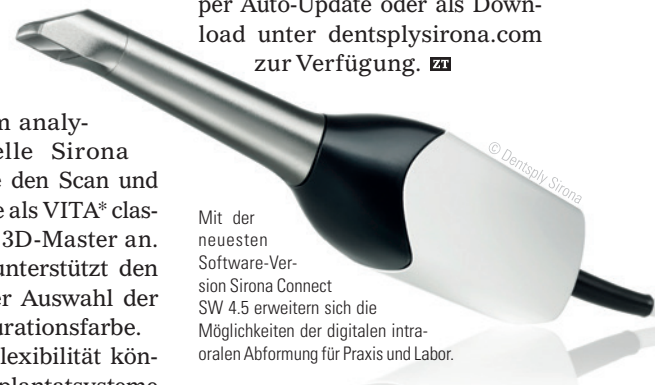 per Auto-Update oder als Down-
load unter dentsplysirona.com
zur Verfügung. ZT
analy-
elle Sirona
den Scan und
als VITA* clas-
3D-Master an.
unterstützt den
er Auswahl der
urationsfarbe.
lexibilität kön-
plantatsysteme
© Dentsply Sirona
Mit der
neuesten
Software-Ver-
sion Sirona Connect
SW 4.5 erweitern sich die
Möglichkeiten der digitalen intra-
oralen Abformung für Praxis und Labor.